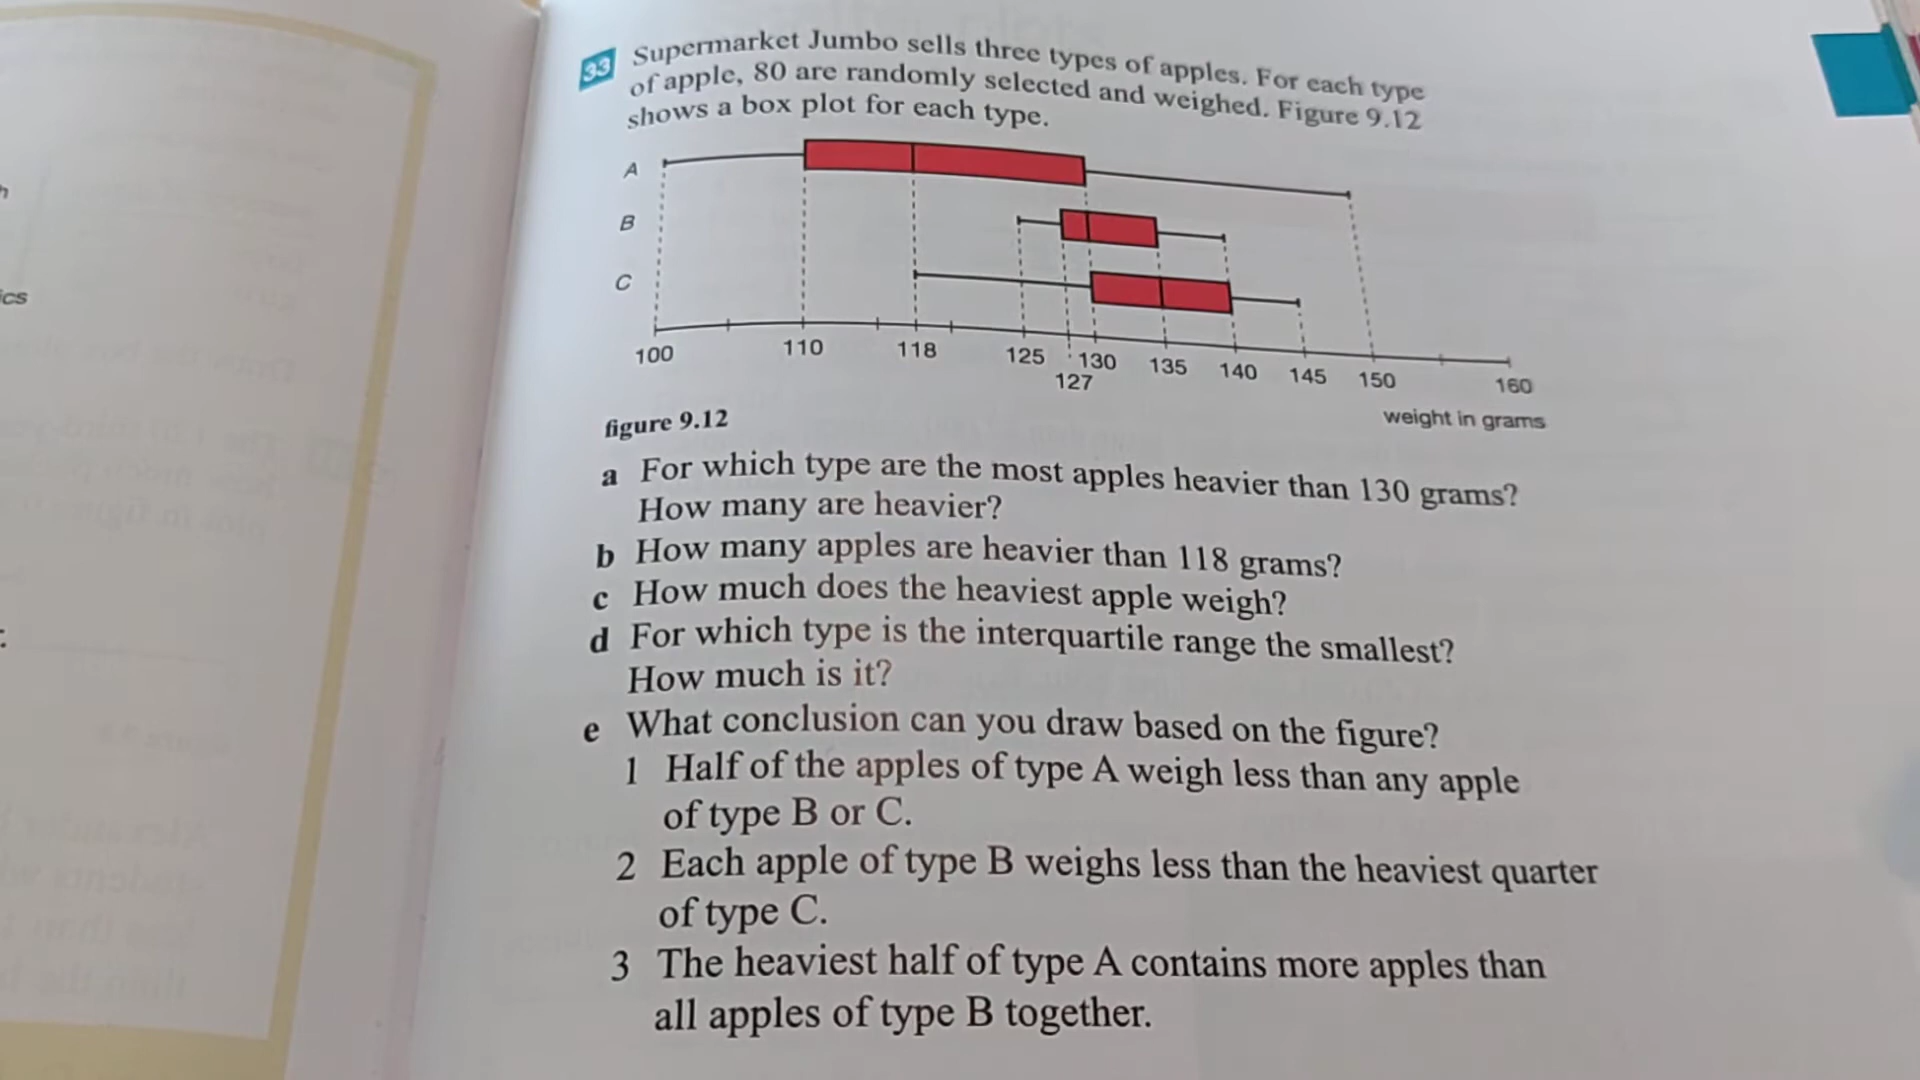 33 Supermarket Jumbo sells three types of apples. For each type
of apple, 80 are randomly selected and weighed. Figure 9.12
shows a box plot for each type.
A
B
C
100 110 118 125 130 135 140 145 150 160
127
weight in grams
figure 9.12
a For which type are the most apples heavier than 130 grams?
How many are heavier?
b How many apples are heavier than 118 grams?
c How much does the heaviest apple weigh?
d For which type is the interquartile range the smallest?
How much is it?
e What conclusion can you draw based on the figure?
1 Half of the apples of type A weigh less than any apple
of type B or C.
2 Each apple of type B weighs less than the heaviest quarter
of type C.
3 The heaviest half of type A contains more apples than
all apples of type B together.